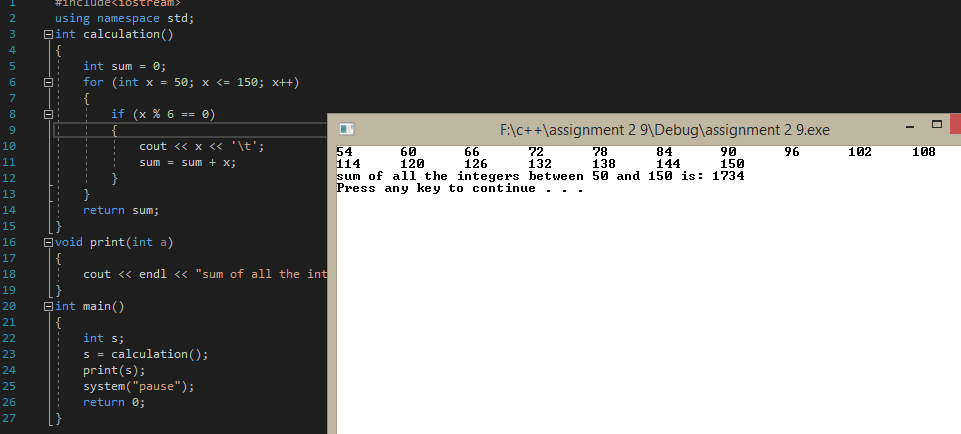 1 #include<iostream>
2 using namespace std;
3 int calculation()
4 {
5 int sum = 0;
6 for (int x = 50; x <= 150; x++)
7 {
8 if (x % 6 == 0)
9 {
10 cout << x << '\t';
11 sum = sum + x;
12 }
13 }
14 return sum;
15 }
16 void print(int a)
17 {
18 cout << endl << "sum of all the int
19 }
20 int main()
21 {
22 int s;
23 s = calculation();
24 print(s);
25 system("pause");
26 return 0;
27 }
F:\c++\assignment 2 9\Debug\assignment 2 9.exe
54 60 66 72 78 84 90 96 102 108
114 120 126 132 138 144 150
sum of all the integers between 50 and 150 is: 1734
Press any key to continue . . .